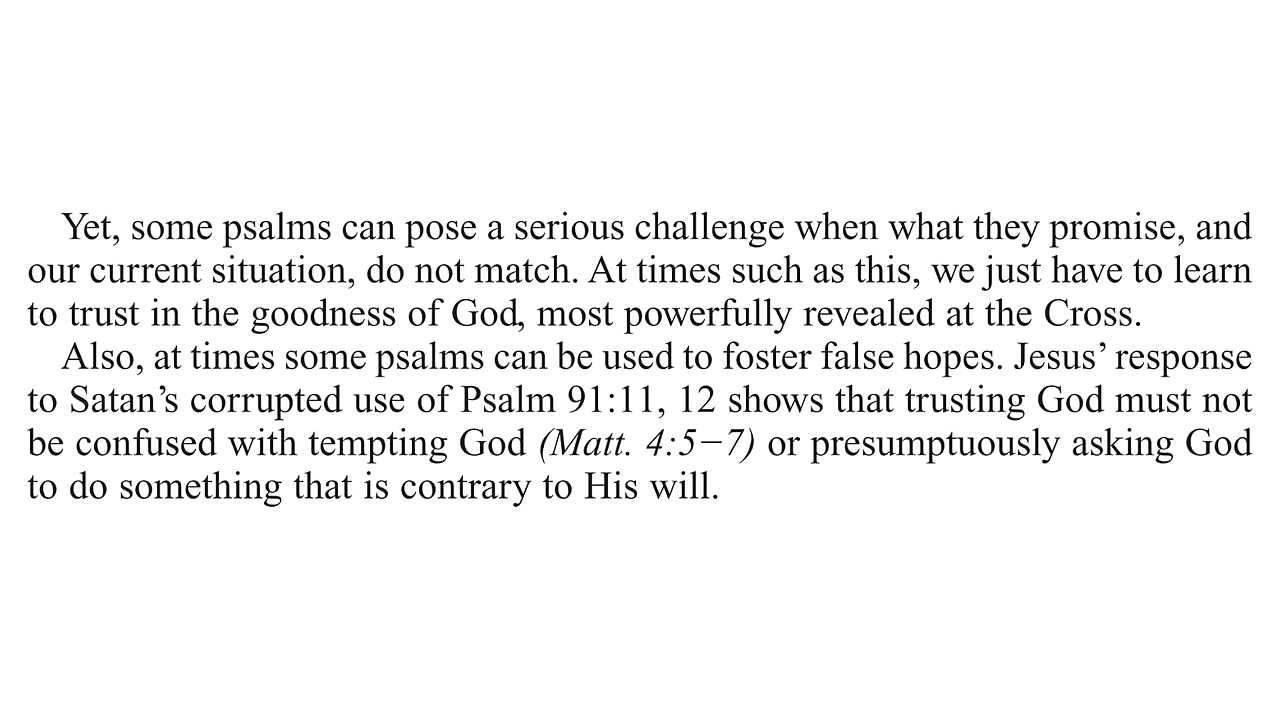 Yet, some psalms can pose a serious challenge when what they promise, and
our current situation, do not match. At times such as this, we just have to learn
to trust in the goodness of God, most powerfully revealed at the Cross.
Also, at times some psalms can be used to foster false hopes. Jesus’ response
to Satan’s corrupted use of Psalm 91:11, 12 shows that trusting God must not
be confused with tempting God (Matt. 4:5–7) or presumptuously asking God
to do something that is contrary to His will.